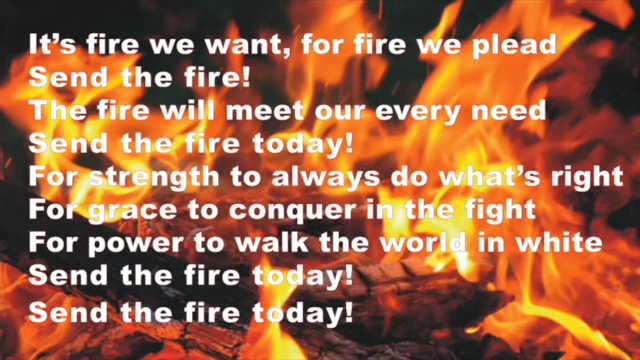 It's fire we want, for fire we plead
Send the fire!
The fire will meet our every need
Send the fire today!
For strength to always do what's right
For grace to conquer in the fight
For power to walk the world in white
Send the fire today!
Send the fire today!